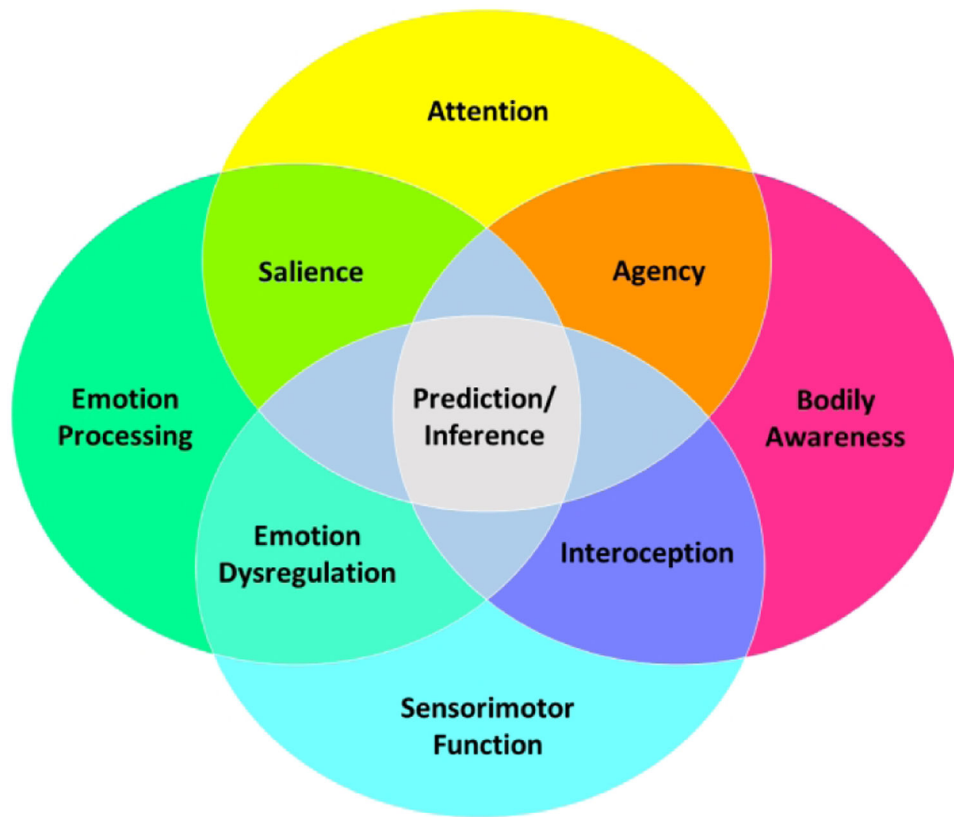 Attention
Salience
Agency
Emotion
Processing
Prediction/
Inference
Bodily
Awareness
Emotion
Dysregulation
Interoception
Sensorimotor
Function